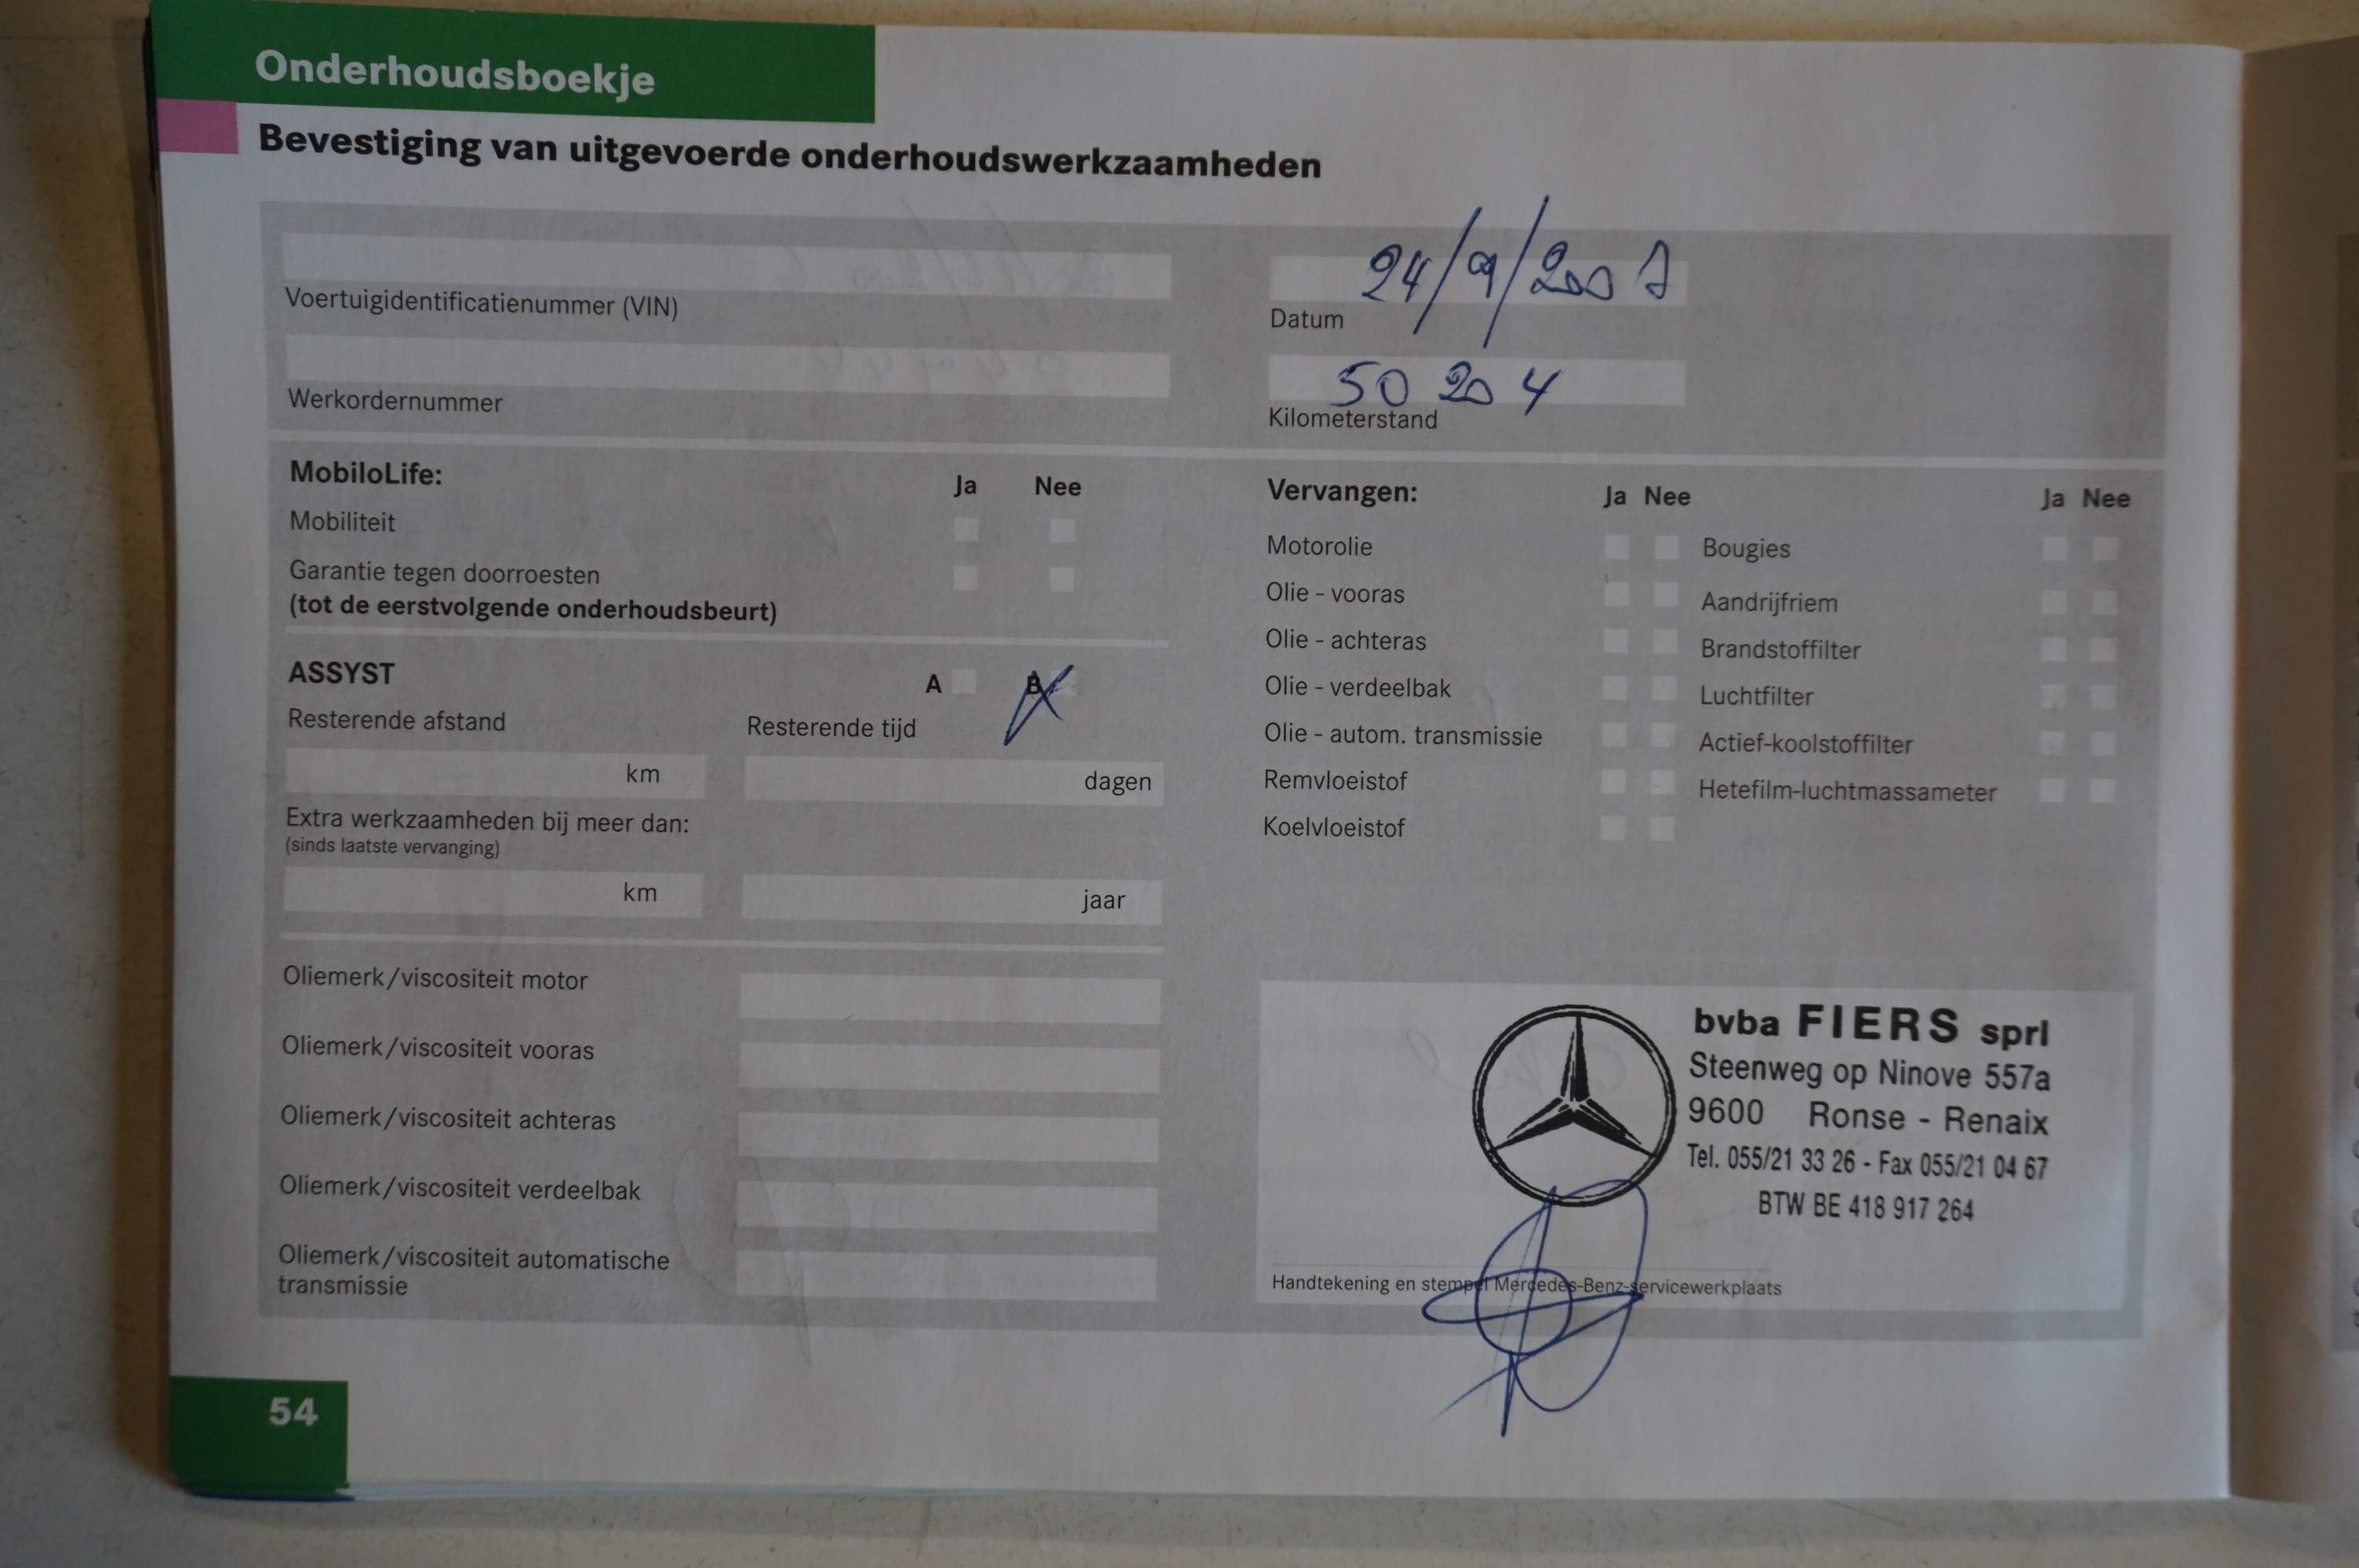 Onderhoudsboekje
Bevestiging van uitgevoerde onderhoudswerkzaamheden
Voertuigidentificatienummer (VIN)
24/9/2007
Datum
Werkordernummer
50 204
Kilometerstand
MobiloLife: Ja Nee
Mobiliteit
Garantie tegen doorroesten
(tot de eerstvolgende onderhoudsbeurt)
ASSYST A B
Resterende afstand Resterende tijd
km dagen
Extra werkzaamheden bij meer dan:
(sinds laatste vervanging)
km jaar
Oliemerk/viscositeit motor
Oliemerk/viscositeit vooras
Oliemerk/viscositeit achteras
Oliemerk/viscositeit verdeelbak
Oliemerk/viscositeit automatische
transmissie
Vervangen: Ja Nee Ja Nee
Motorolie Bougies
Olie - vooras Aandrijfriem
Olie - achteras Brandstoffilter
Olie - verdeelbak Luchtfilter
Olie - autom. transmissie Actief-koolstoffilter
Remvloeistof Hetefilm-luchtmassameter
Koelvloeistof
bvba FIERS sprl
Steenweg op Ninove 557a
9600 Ronse - Renaix
Tel. 055/21 33 26 - Fax 055/21 04 67
BTW BE 418 917 264
Handtekening en stempel Mercedes-Benz-servicewerkplaats
54